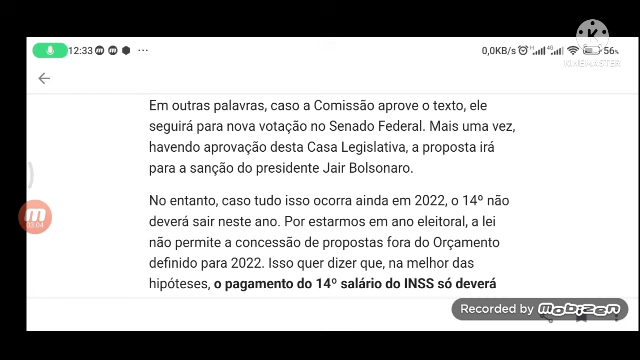 12:33 ... 0,0KB/s H 4G 56%
KINEMASTER
Em outras palavras, caso a Comissão aprove o texto, ele
seguirá para nova votação no Senado Federal. Mais uma vez,
havendo aprovação desta Casa Legislativa, a proposta irá
para a sanção do presidente Jair Bolsonaro.
No entanto, caso tudo isso ocorra ainda em 2022, o 14º não
deverá sair neste ano. Por estarmos em ano eleitoral, a lei
não permite a concessão de propostas fora do Orçamento
definido para 2022. Isso quer dizer que, na melhor das
hipóteses, o pagamento do 14º salário do INSS só deverá
03:04
Recorded by MOBIZEN